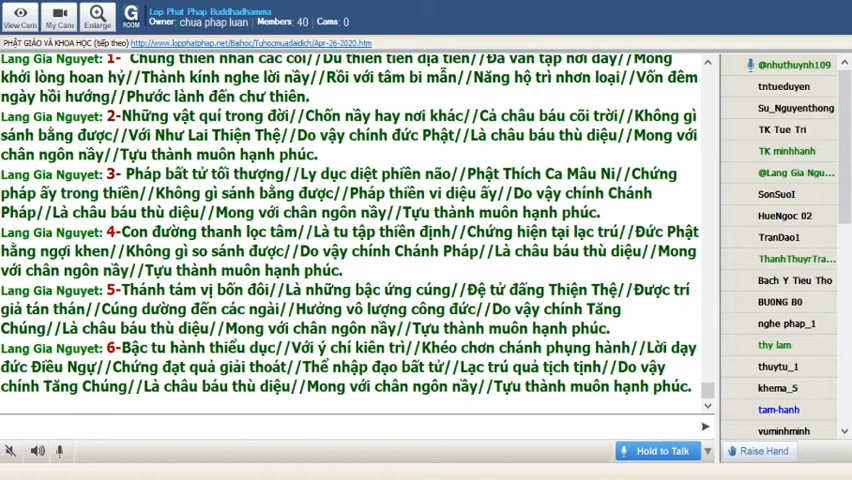 Lop Phat Phap Buddhadhamma
Owner: chua phap luan Members: 40 Cams: 0
View Cam
My Cam
Enlarge
G
ROOM
PHẬT GIÁO VÀ KHOA HỌC (tiếp theo) http://www.lopphatphap.net/Baihoc/Tuhocmuadaidich/Apr-26-2020.htm
Lang Gia Nguyet: 1- Chúng thiên nhân các cõi//Dù thiên tiên địa tiên//Đã vân tập nơi đây//Mong
khởi lòng hoan hỷ//Thành kính nghe lời nầy//Rồi với tâm bi mẫn//Năng hộ trì nhơn loại//Vốn đêm
ngày hồi hướng//Phước lành đến chư thiên.
Lang Gia Nguyet: 2-Những vật quí trong đời//Chốn nầy hay nơi khác//Cả châu báu cõi trời//Không gì
sánh bằng được//Với Như Lai Thiện Thệ//Do vậy chính đức Phật//Là châu báu thù diệu//Mong với
chân ngôn nầy//Tựu thành muôn hạnh phúc.
Lang Gia Nguyet: 3- Pháp bất tử tối thượng//Ly dục diệt phiền não//Phật Thích Ca Mâu Ni//Chứng
pháp ấy trong thiền//Không gì sánh bằng được//Pháp thiền vi diệu ấy//Do vậy chính Chánh
Pháp//Là châu báu thù diệu//Mong với chân ngôn nầy//Tựu thành muôn hạnh phúc.
Lang Gia Nguyet: 4-Con đường thanh lọc tâm//Là tu tập thiền định//Chứng hiện tại lạc trú//Đức Phật
hằng ngợi khen//Không gì so sánh được//Do vậy chính Chánh Pháp//Là châu báu thù diệu//Mong
với chân ngôn nầy//Tựu thành muôn hạnh phúc.
Lang Gia Nguyet: 5-Thánh tám vị bốn đôi//Là những bậc ứng cúng//Đệ tử đấng Thiện Thệ//Được trí
giả tán thán//Cúng dường đến các ngài//Hưởng vô lượng công đức//Do vậy chính Tăng
Chúng//Là châu báu thù diệu//Mong với chân ngôn nầy//Tựu thành muôn hạnh phúc.
Lang Gia Nguyet: 6-Bậc tu hành thiểu dục//Với ý chí kiên trì//Khéo chơn chánh phụng hành//Lời dạy
đức Điều Ngự//Chứng đạt quả giải thoát//Thể nhập đạo bất tử//Lạc trú quả tịch tịnh//Do vậy
chính Tăng Chúng//Là châu báu thù diệu//Mong với chân ngôn nầy//Tựu thành muôn hạnh phúc.
@nhuthuynh109
tntueduyen
Su_Nguyenthong
TK Tue Tri
TK minhhanh
@Lang Gia Ngu...
SonSuoI
HueNgoc 02
TranDao1
ThanhThuyrTra...
Bach Y Tieu Tho
BU0NG B0
nghe phap_1
thy lam
thuytu_1
khema_5
tam-hanh
vuminhminh
Hold to Talk
Raise Hand